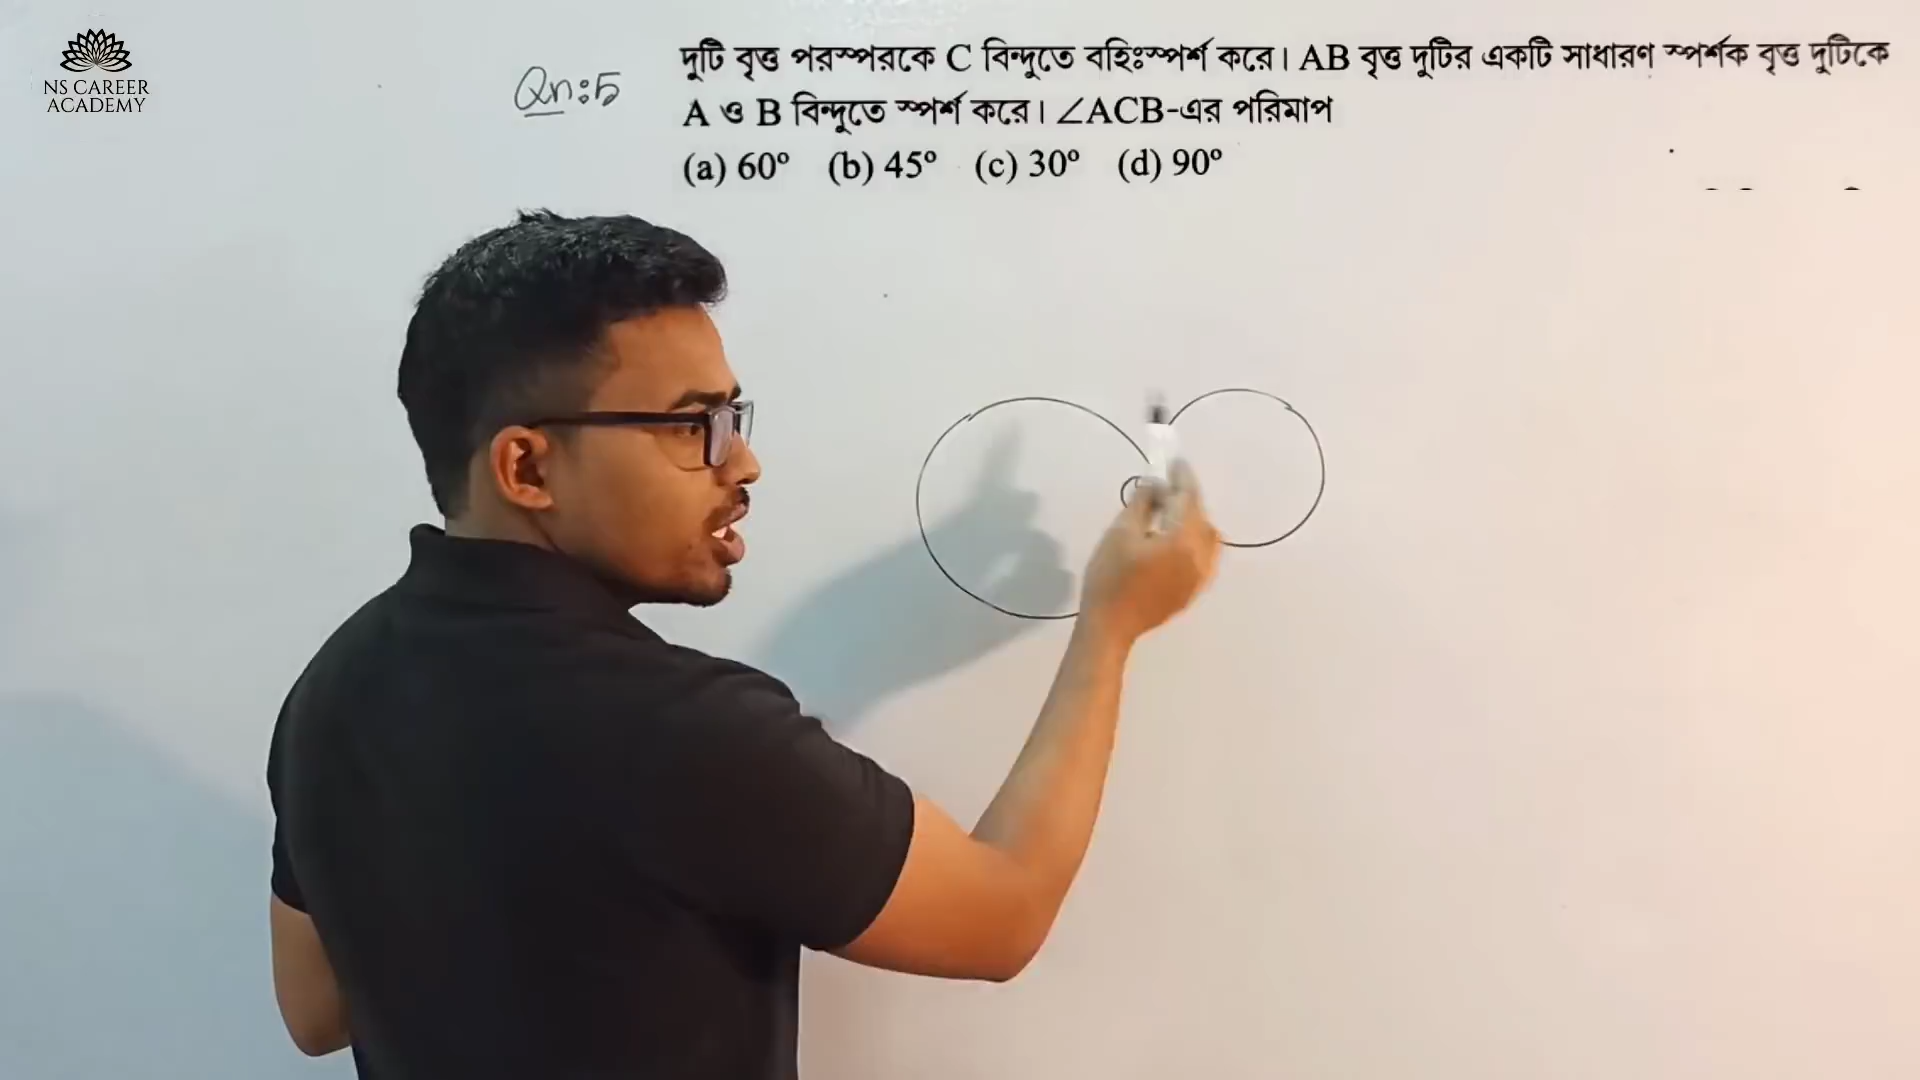 NS CAREER
ACADEMY
Qn:5
দুটি বৃত্ত পরস্পরকে C বিন্দুতে বহিঃস্পর্শ করে। AB বৃত্ত দুটির একটি সাধারণ স্পর্শক বৃত্ত দুটিকে
A ও B বিন্দুতে স্পর্শ করে। ∠ACB-এর পরিমাপ
(a) 60° (b) 45° (c) 30° (d) 90°
C